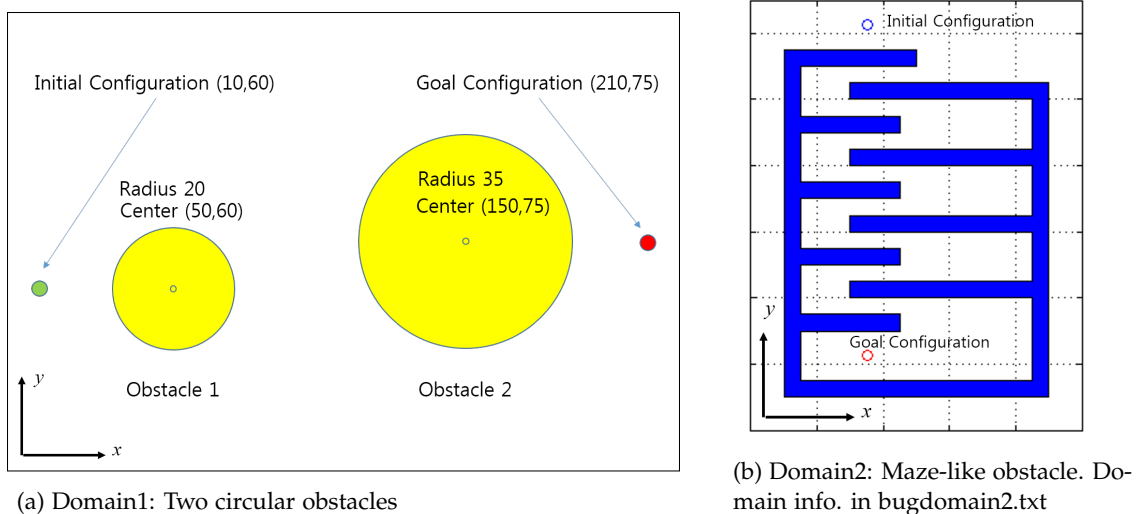 Initial Configuration (10,60)
Goal Configuration (210,75)
Radius 20
Center (50,60)
Radius 35
Center (150,75)
Obstacle 1
Obstacle 2
y
x
(a) Domain1: Two circular obstacles
Initial Configuration
Goal Configuration
y
x
(b) Domain2: Maze-like obstacle. Do-
main info. in bugdomain2.txt